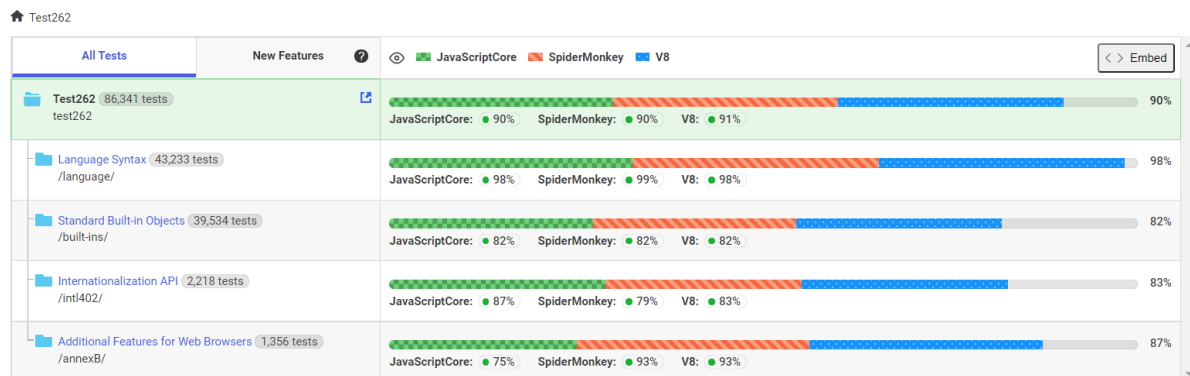 Test262
All Tests New Features ? JavaScriptCore SpiderMonkey V8 < > Embed
Test262 86,341 tests 90%
test262 JavaScriptCore: 90% SpiderMonkey: 90% V8: 91%
Language Syntax 43,233 tests 98%
/language/ JavaScriptCore: 98% SpiderMonkey: 99% V8: 98%
Standard Built-in Objects 39,534 tests 82%
/built-ins/ JavaScriptCore: 82% SpiderMonkey: 82% V8: 82%
Internationalization API 2,218 tests 83%
/intl402/ JavaScriptCore: 87% SpiderMonkey: 79% V8: 83%
Additional Features for Web Browsers 1,356 tests 87%
/annexB/ JavaScriptCore: 75% SpiderMonkey: 93% V8: 93%